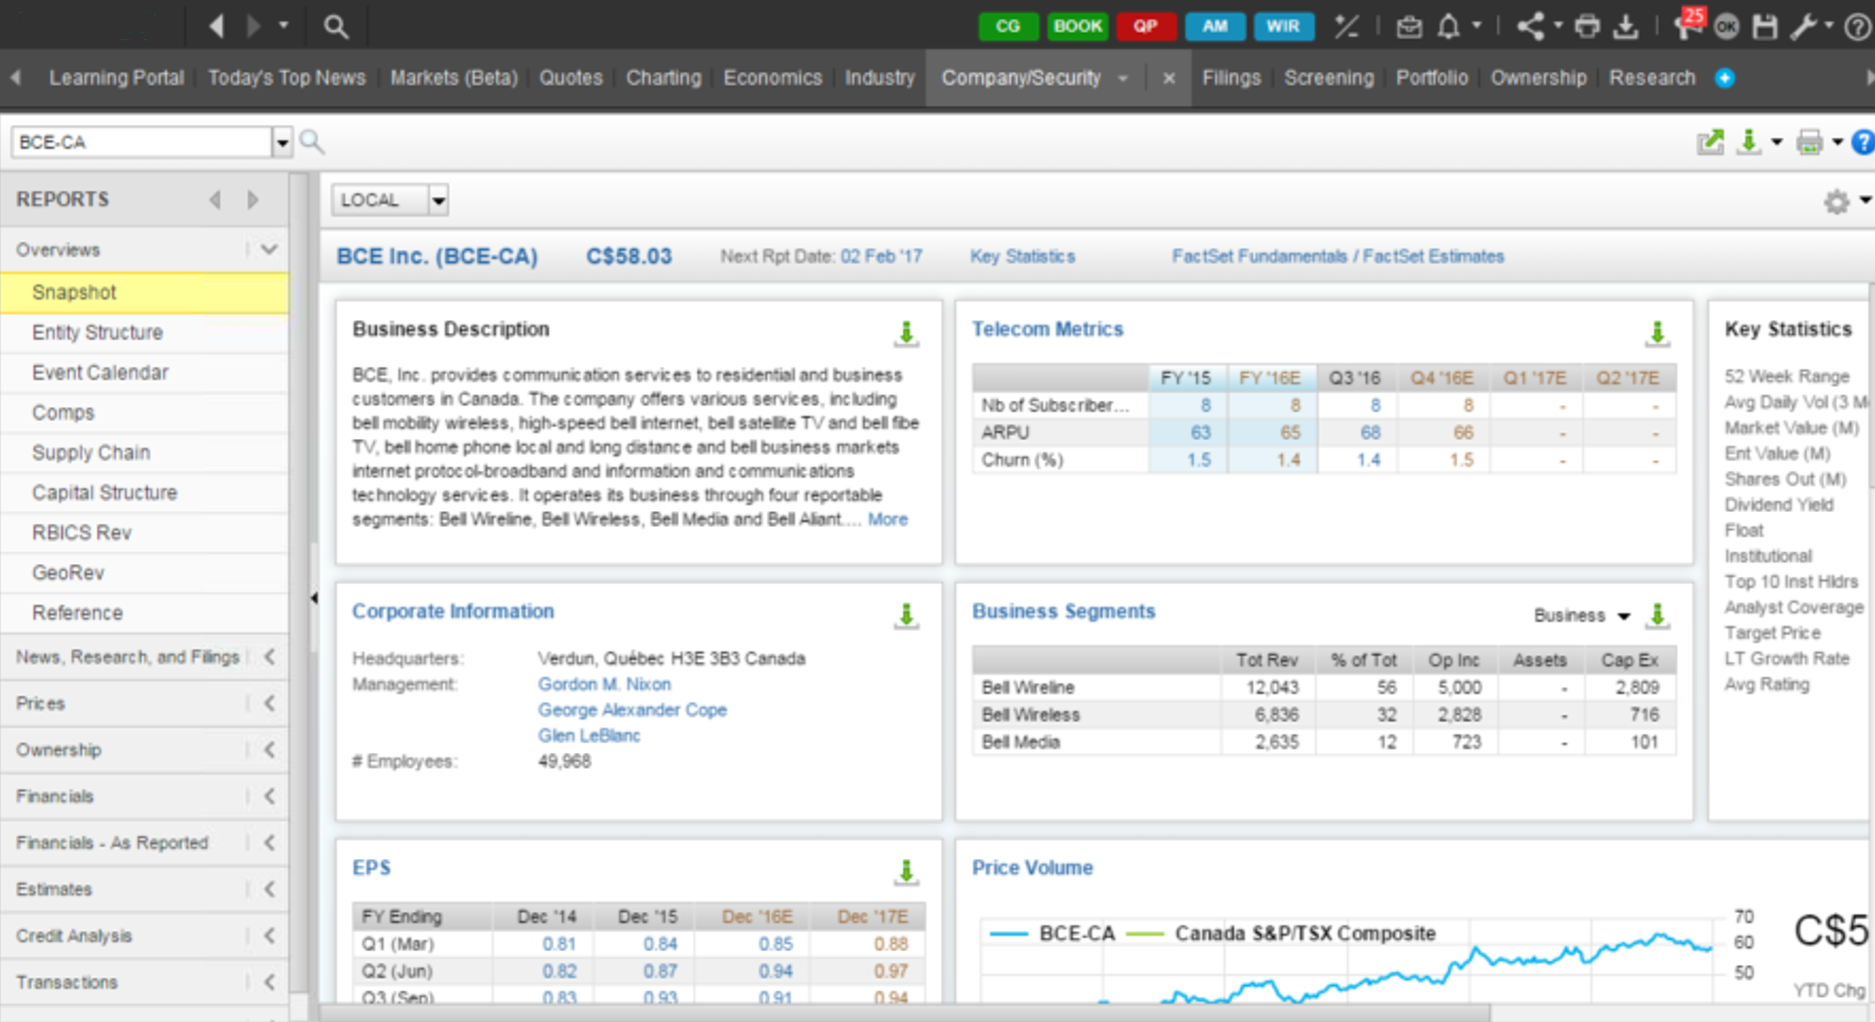 CG BOOK QP AM WIR 25 OK
Learning Portal Today's Top News Markets (Beta) Quotes Charting Economics Industry Company/Security × Filings Screening Portfolio Ownership Research
BCE-CA
REPORTS
Overviews
Snapshot
Entity Structure
Event Calendar
Comps
Supply Chain
Capital Structure
RBICS Rev
GeoRev
Reference
News, Research, and Filings
Prices
Ownership
Financials
Financials - As Reported
Estimates
Credit Analysis
Transactions
LOCAL
BCE Inc. (BCE-CA) C$58.03 Next Rpt Date: 02 Feb '17 Key Statistics FactSet Fundamentals / FactSet Estimates
Business Description
BCE, Inc. provides communication services to residential and business
customers in Canada. The company offers various services, including
bell mobility wireless, high-speed bell internet, bell satellite TV and bell fibe
TV, bell home phone local and long distance and bell business markets
internet protocol-broadband and information and communications
technology services. It operates its business through four reportable
segments: Bell Wireline, Bell Wireless, Bell Media and Bell Aliant.... More
Telecom Metrics
FY '15 FY '16E Q3 '16 Q4 '16E Q1 '17E Q2 '17E
Nb of Subscriber... 8 8 8 8 - -
ARPU 63 65 68 66 - -
Churn (%) 1.5 1.4 1.4 1.5 - -
Key Statistics
52 Week Range
Avg Daily Vol (3 M
Market Value (M)
Ent Value (M)
Shares Out (M)
Dividend Yield
Float
Institutional
Top 10 Inst Hldrs
Analyst Coverage
Target Price
LT Growth Rate
Avg Rating
Corporate Information
Headquarters: Verdun, Québec H3E 3B3 Canada
Management: Gordon M. Nixon
George Alexander Cope
Glen LeBlanc
# Employees: 49,968
Business Segments Business
Tot Rev % of Tot Op Inc Assets Cap Ex
Bell Wireline 12,043 56 5,000 - 2,809
Bell Wireless 6,836 32 2,828 - 716
Bell Media 2,635 12 723 - 101
EPS
FY Ending Dec '14 Dec '15 Dec '16E Dec '17E
Q1 (Mar) 0.81 0.84 0.85 0.88
Q2 (Jun) 0.82 0.87 0.94 0.97
Q3 (Sep) 0.83 0.93 0.91 0.94
Price Volume
BCE-CA Canada S&P/TSX Composite
70
60
50
C$5
YTD Chg